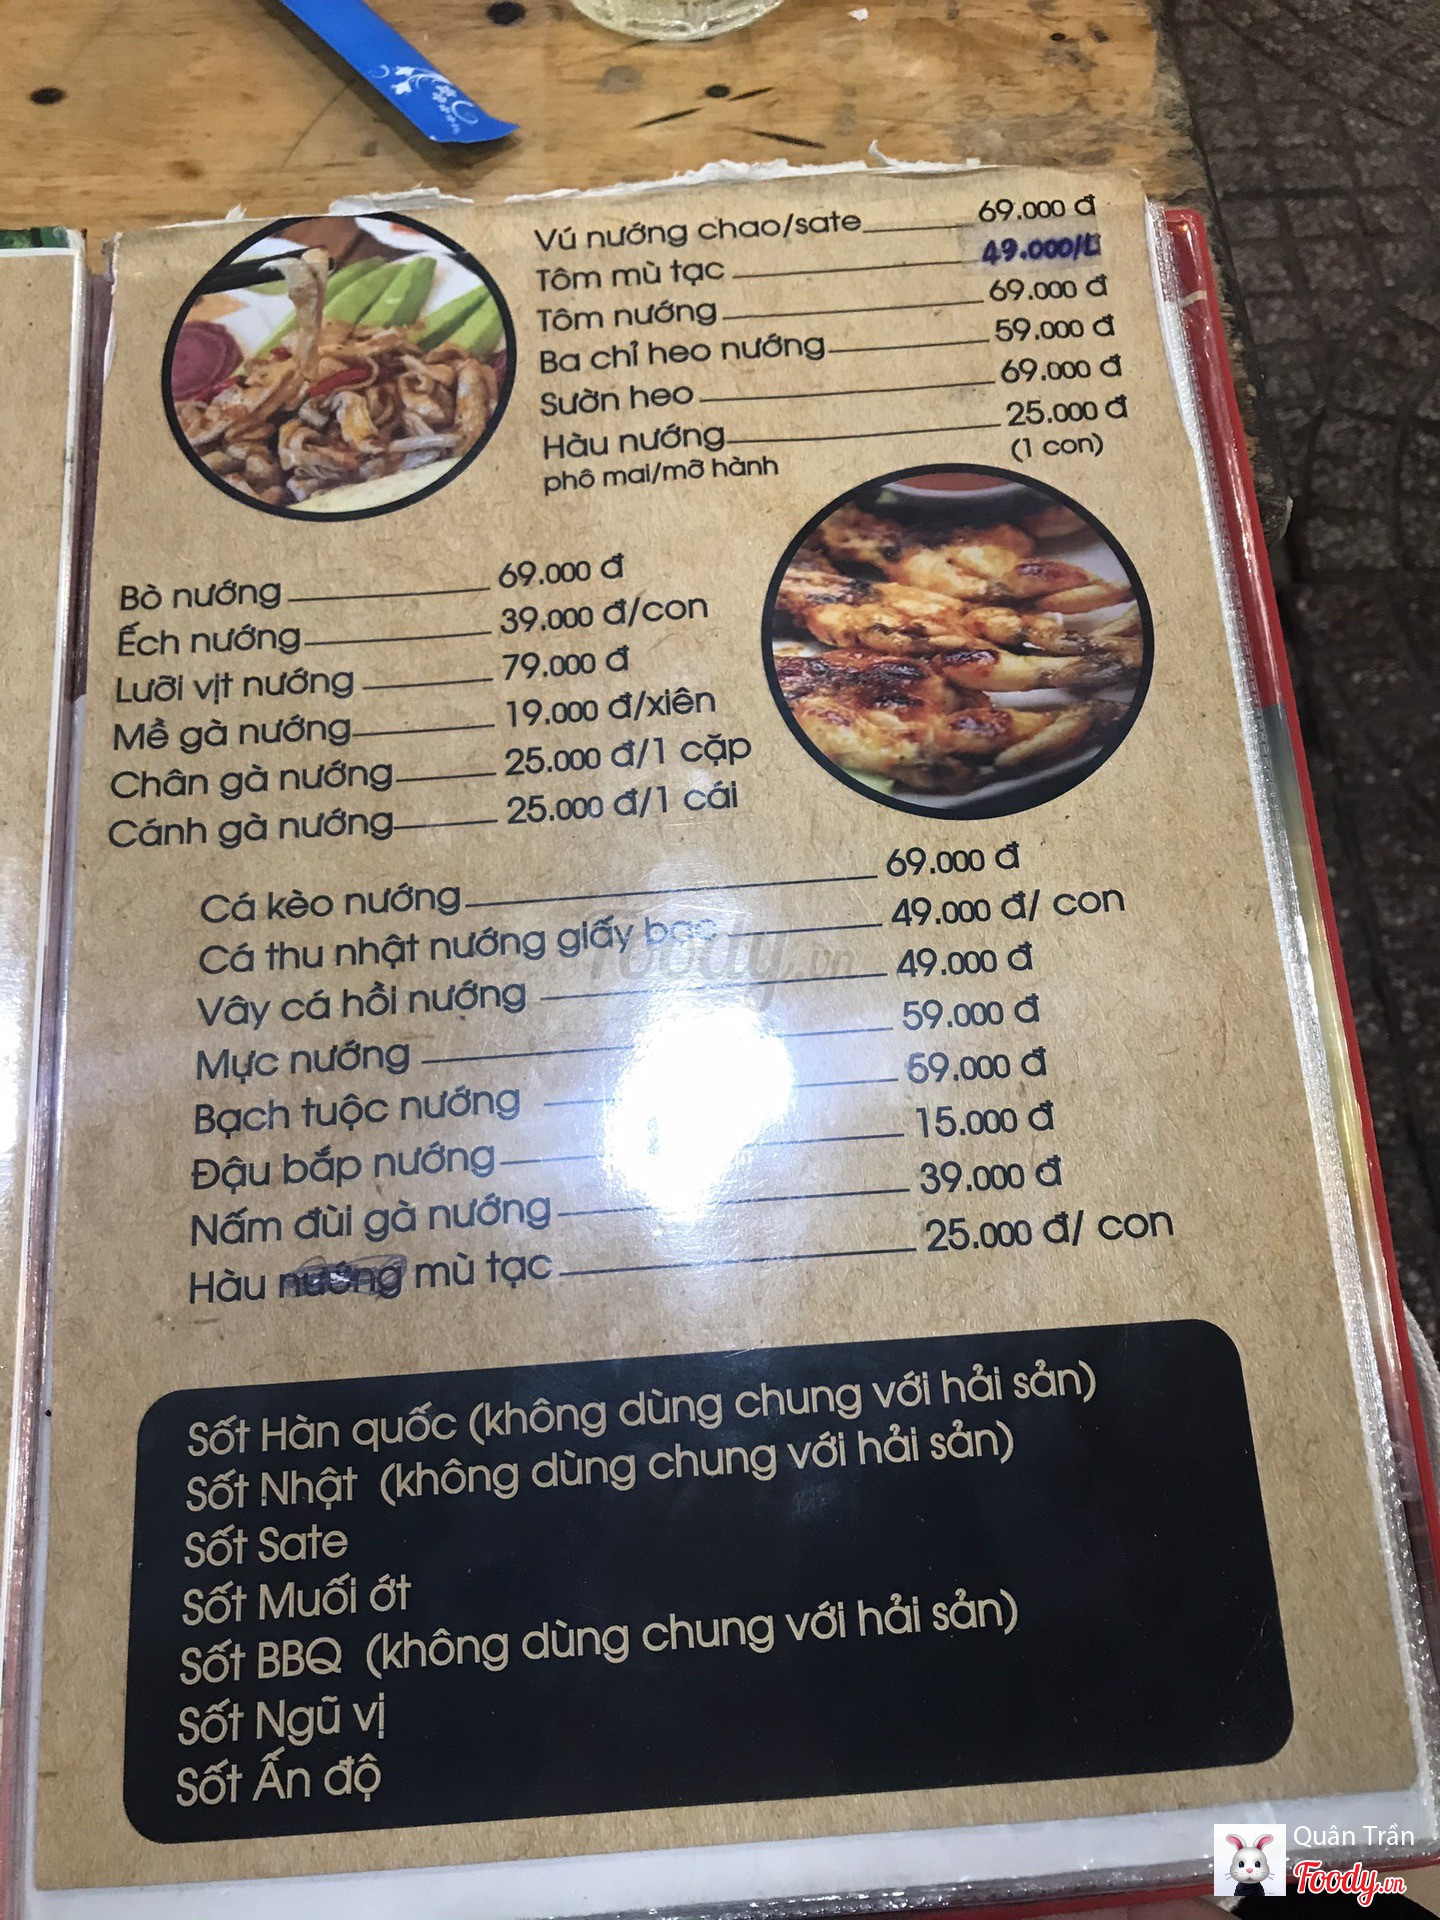 Vú nướng chao/sate 69.000 đ
Tôm mù tạc 49.000/Li
Tôm nướng 69.000 đ
Ba chỉ heo nướng 59.000 đ
Sườn heo 69.000 đ
Hàu nướng 25.000 đ
phô mai/mỡ hành (1 con)
Bò nướng 69.000 đ
Ếch nướng 39.000 đ/con
Lưỡi vịt nướng 79.000 đ
Mề gà nướng 19.000 đ/xiên
Chân gà nướng 25.000 đ/1 cặp
Cánh gà nướng 25.000 đ/1 cái
Cá kèo nướng 69.000 đ
Cá thu nhật nướng giấy bạc 49.000 đ/ con
Vây cá hồi nướng 49.000 đ
Mực nướng 59.000 đ
Bạch tuộc nướng 59.000 đ
Đậu bắp nướng 15.000 đ
Nấm đùi gà nướng 39.000 đ
Hàu nướng mù tạc 25.000 đ/ con
Sốt Hàn quốc (không dùng chung với hải sản)
Sốt Nhật (không dùng chung với hải sản)
Sốt Sate
Sốt Muối ớt
Sốt BBQ (không dùng chung với hải sản)
Sốt Ngũ vị
Sốt Ấn độ
Foody.vn
Quân Trần
Foody.vn